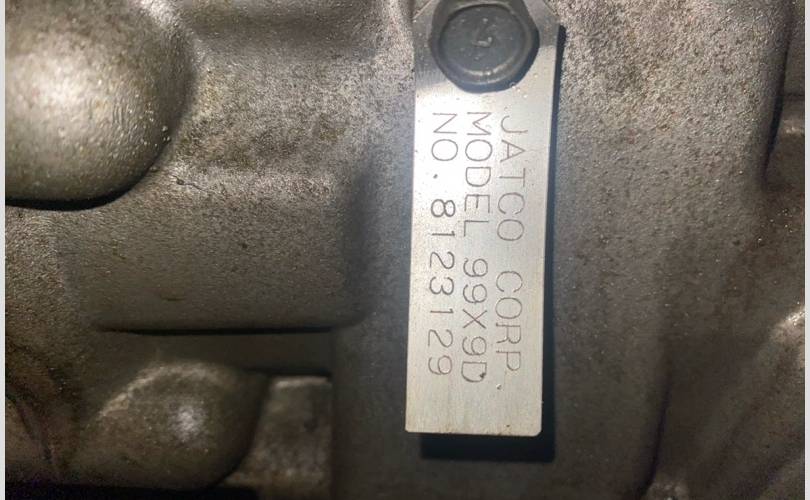 JATCO CORP
MODEL 99X9D
NO. 8123129